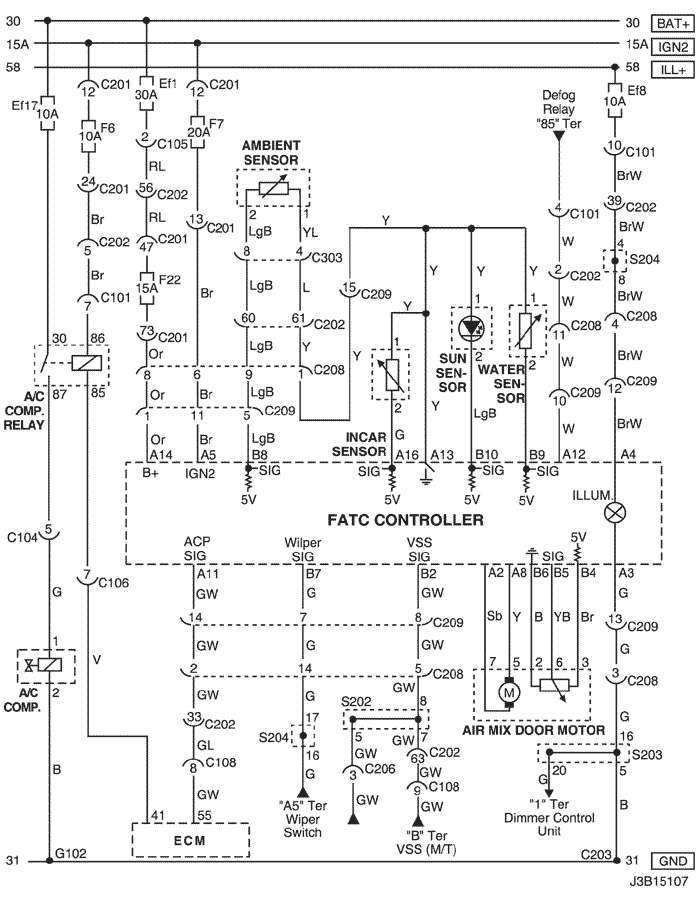 30 30 BAT+
15A 15A IGN2
58 58 ILL+
Ef17 10A
12 C201
Ef1 30A
12 C201
Defog
Relay
"85" Ter
Ef8
10A
F6
10A
2 C105
F7
20A
AMBIENT
SENSOR
10 C101
RL
24 C201
56 C202
2 1
BrW
Br
RL
13 C201
LgB YL
4 C101
39 C202
C202
5
47 C201
8 4 C303
Y
W
BrW
4
S204
8
Br
F22
15A
Br
LgB L
15 C209
Y Y Y
2 C202
7 C101
73 C201
60 61 C202
Y
1 1
W
BrW
C208
4
30 86
Or Br LgB Y
Y
1
SUN
SEN-
SOR
2
WATER SEN-
SOR
2
C208
11
BrW
8 6 9 1 C208
W
C209
12
A/C
COMP.
RELAY
87 85
Or Br LgB
1 11 5 C209
2
INCAR
SENSOR
G
Y
LgB
C209
10
BrW
Or Br LgB
W
A14 A5 B8 A16 A13 B10 B9 A12 A4
B+ IGN2 SIG SIG SIG SIG
5V 5V 5V 5V
ILLUM.
FATC CONTROLLER
C104 5
ACP
SIG
Wilper
SIG
VSS
SIG
SIG 5V
7 C106
A11 B7 B2 A2 A8 B6 B5 B4 A3
G
GW G GW Sb Y B YB Br G
14 7 8 C209
13 C209
1
GW G GW
G
V
2 14 5 C208
7 5 2 6 3
M
3 C208
A/C
COMP.
2
GW G GW
AIR MIX DOOR MOTOR
G
33 C202
17
S204
16
S202 8
5 7
16
S203
20 5
GL
GW GW
C202
63
B
8 C108
G
C206
3
GW
9 C108
G
B
GW
GW GW
"A5" Ter
Wiper
Switch
"B" Ter
VSS (M/T)
"1" Ter
Dimmer Control
Unit
41 55
ECM
31 G102 C203 31 GND
J3B15107